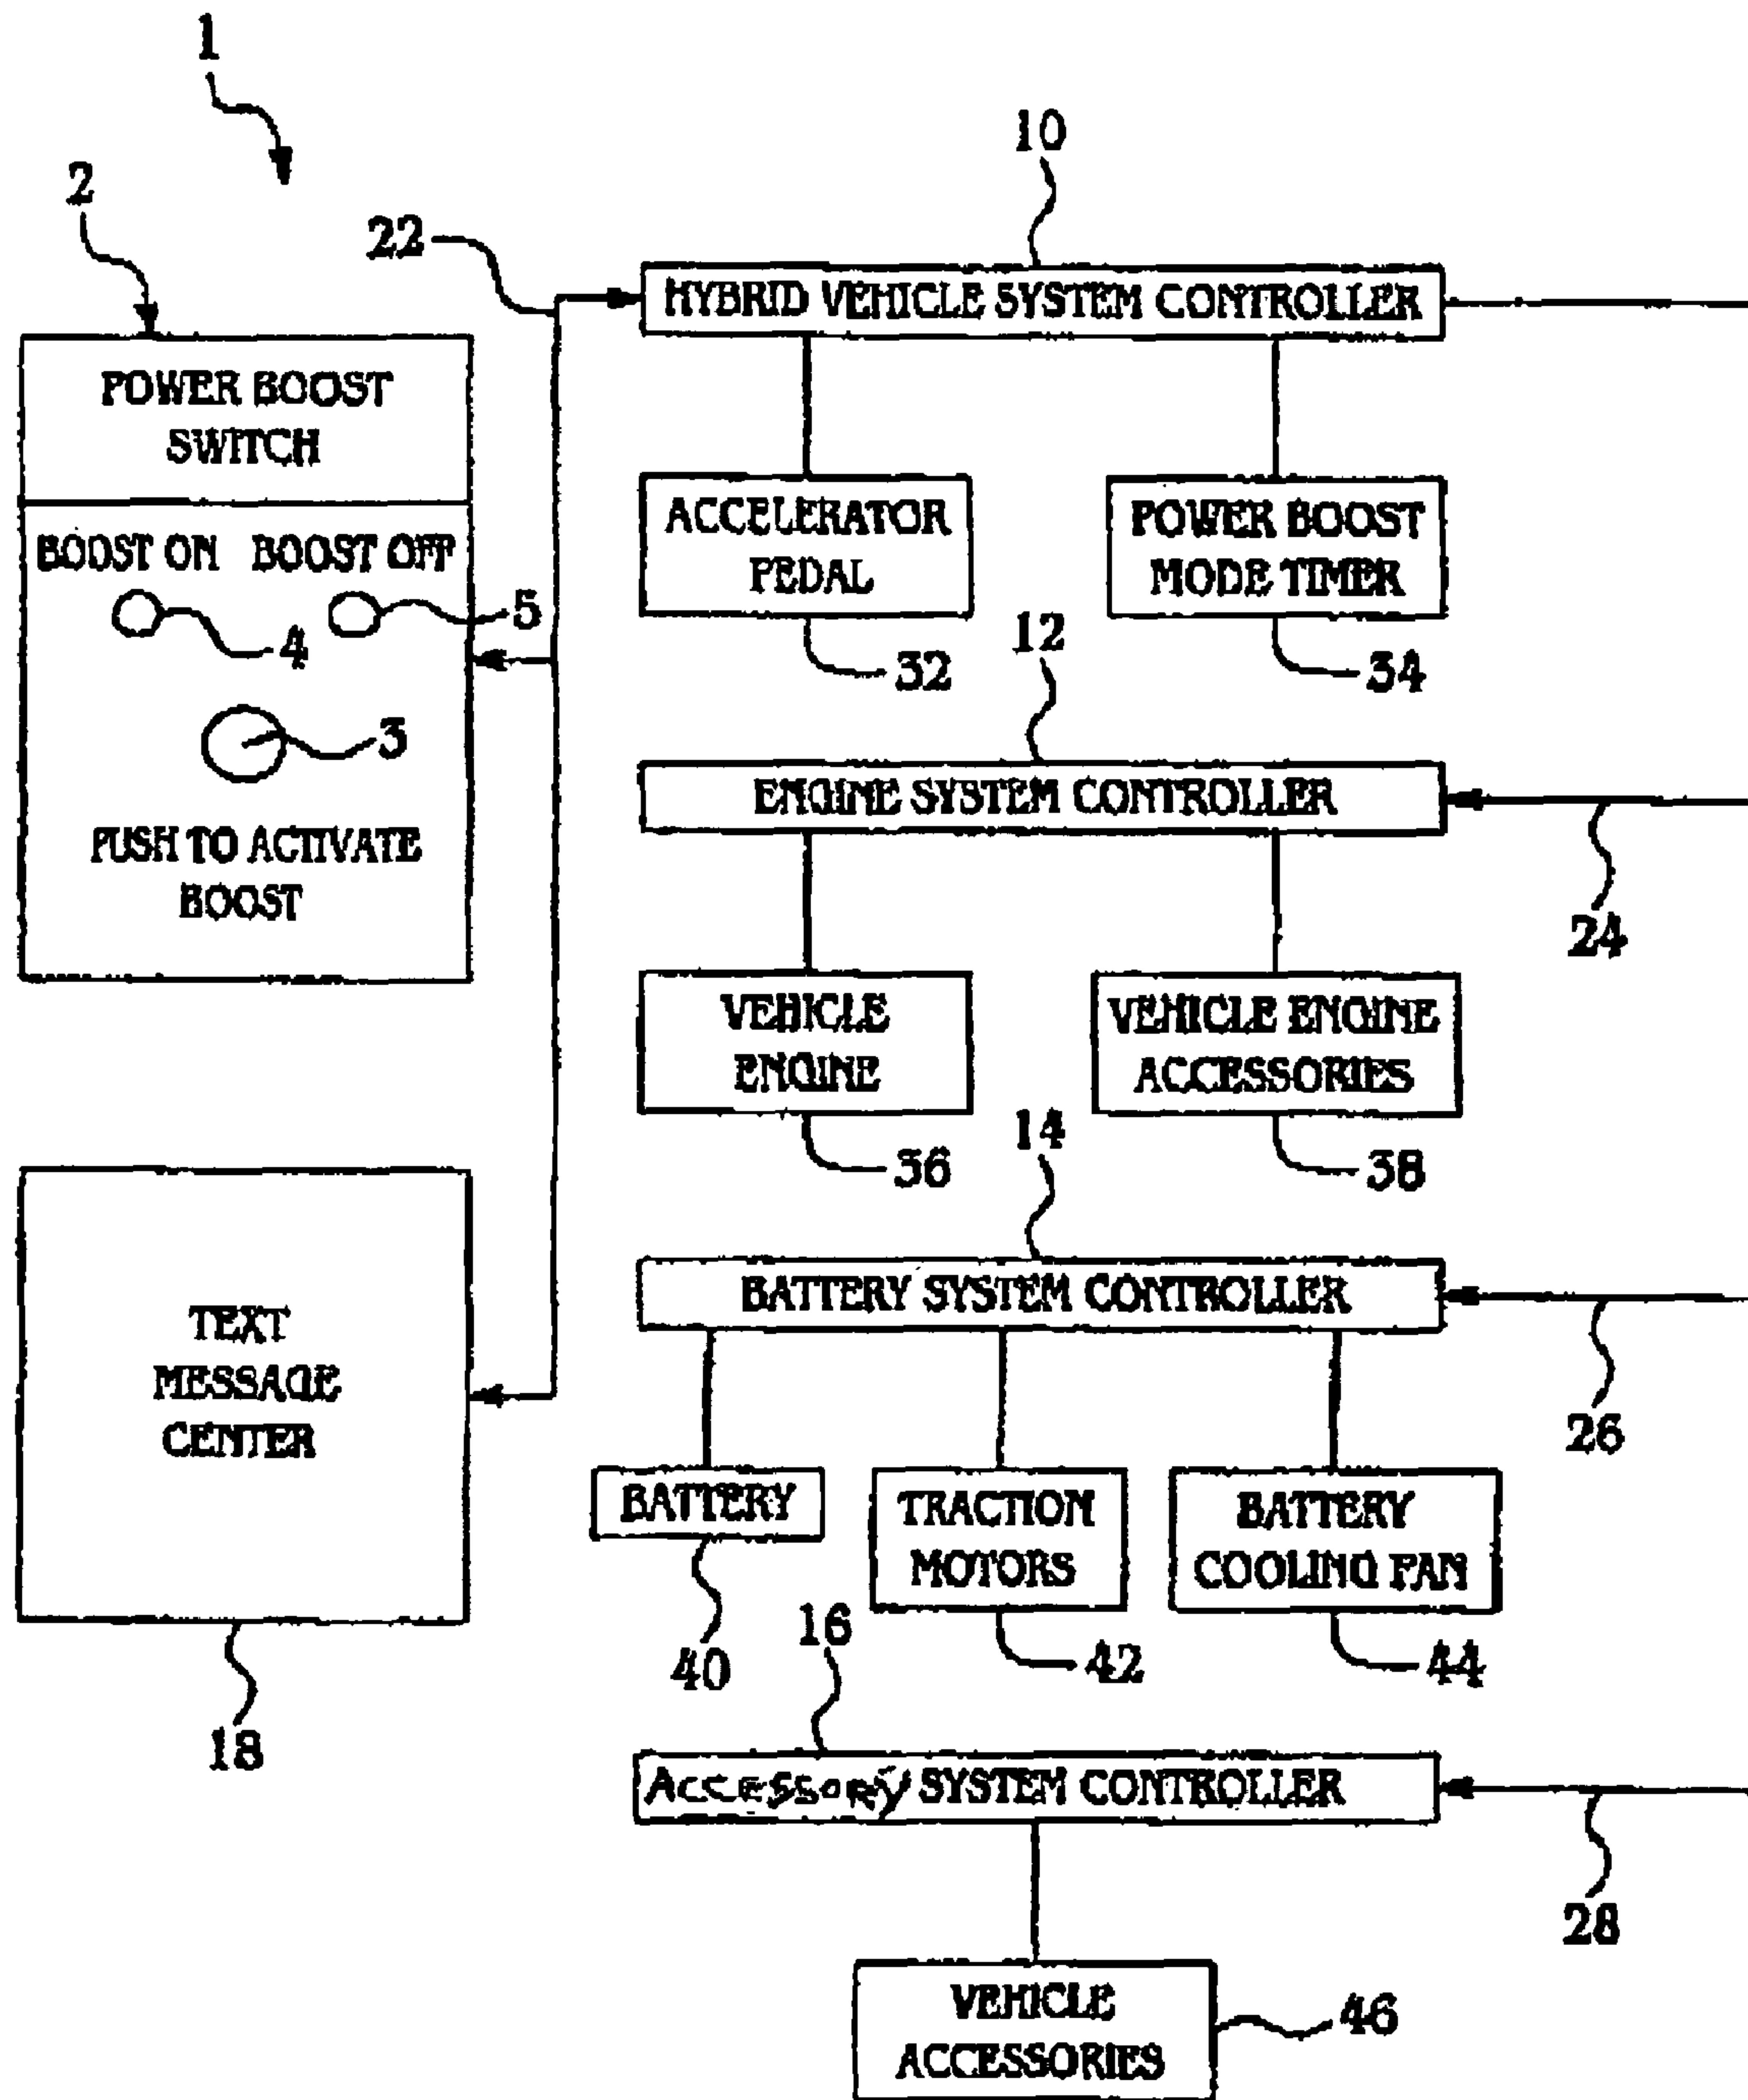 1
2
22
10
HYBRID VEHICLE SYSTEM CONTROLLER
POWER BOOST
SWITCH
BOOST ON BOOST OFF
4
5
3
PUSH TO ACTIVATE
BOOST
ACCELERATOR
PEDAL
32
POWER BOOST
MODE TIMER
34
12
ENGINE SYSTEM CONTROLLER
24
VEHICLE
ENGINE
36
VEHICLE ENGINE
ACCESSORIES
38
14
BATTERY SYSTEM CONTROLLER
26
TEXT
MESSAGE
CENTER
18
BATTERY
40
TRACTION
MOTORS
42
BATTERY
COOLING FAN
44
16
ACCESSORY SYSTEM CONTROLLER
28
VEHICLE
ACCESSORIES
46